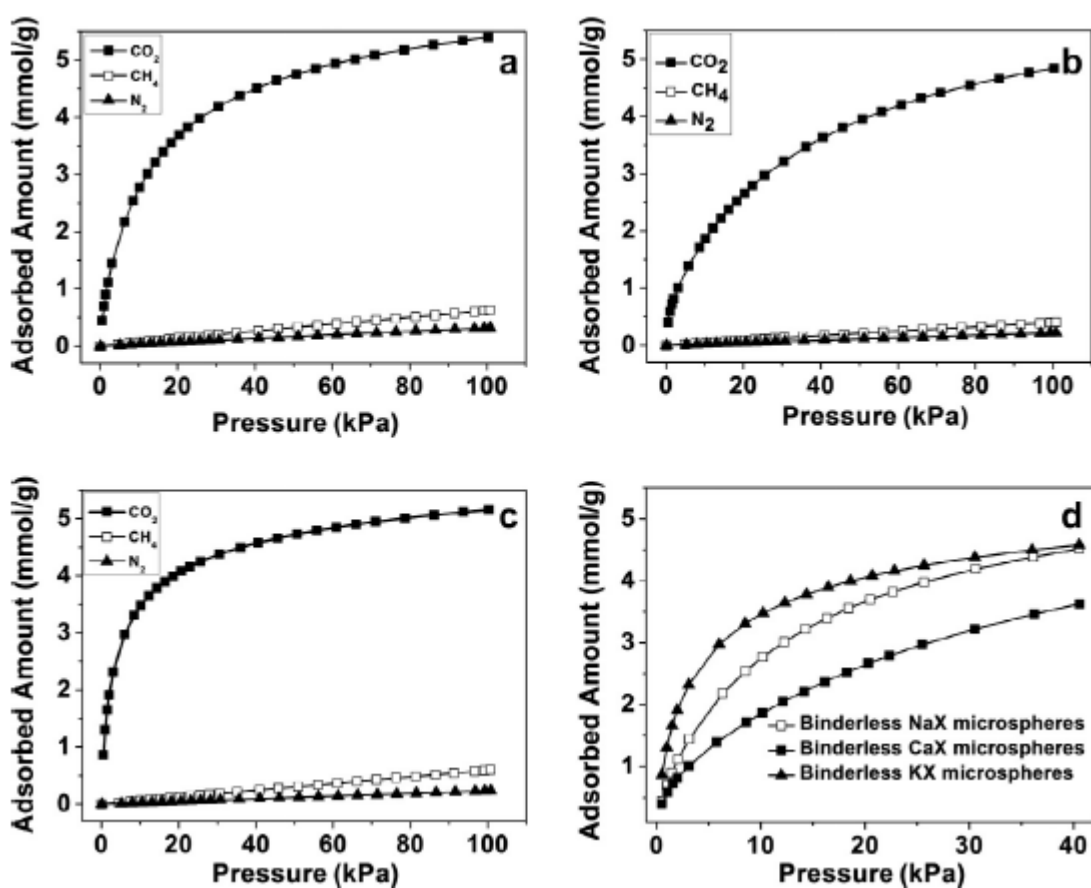 a
CO2
CH4
N2
Adsorbed Amount (mmol/g)
5
4
3
2
1
0
0 20 40 60 80 100
Pressure (kPa)
b
CO2
CH4
N2
Adsorbed Amount (mmol/g)
5
4
3
2
1
0
0 20 40 60 80 100
Pressure (kPa)
c
CO2
CH4
N2
Adsorbed Amount (mmol/g)
5
4
3
2
1
0
0 20 40 60 80 100
Pressure (kPa)
d
Adsorbed Amount (mmol/g)
5
4
3
2
1
Binderless NaX microspheres
Binderless CaX microspheres
Binderless KX microspheres
0 10 20 30 40
Pressure (kPa)